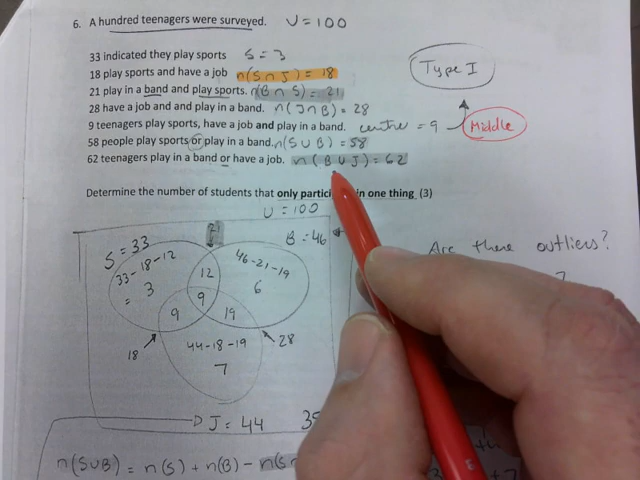 6. A hundred teenagers were surveyed. U = 100
33 indicated they play sports S = 3
18 play sports and have a job n(S ∩ J) = 18
21 play in a band and play sports. n(B ∩ S) = 21
28 have a job and and play in a band. n(J ∩ B) = 28
9 teenagers play sports, have a job and play in a band. centre = 9
58 people play sports or play in a band. n(S ∪ B) = 58
62 teenagers play in a band or have a job. n(B ∪ J) = 62
Type I
Middle
Determine the number of students that only partici in one thing. (3)
U = 100
S = 33
B = 46
33-18-12
= 3
12
46-21-19
6
9
9
19
18
28
44-18-19
7
J = 44
Are there outliers?
n(S∪B) = n(S) + n(B) - n(S